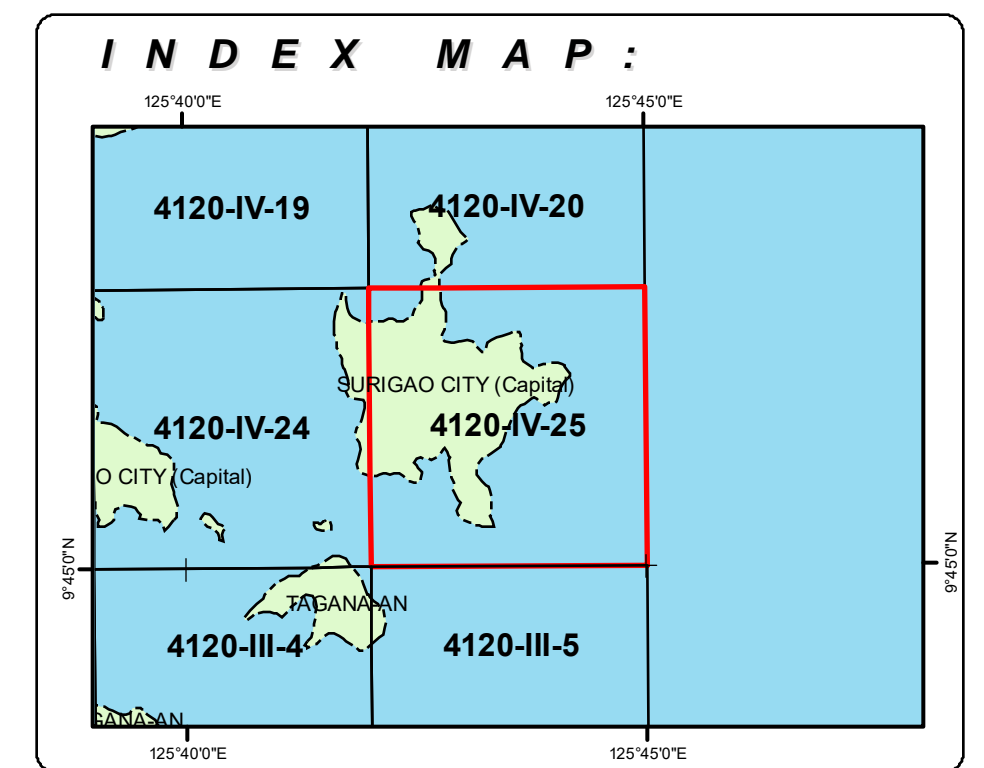 INDEX MAP:
125°40'0"E 125°45'0"E
4120-IV-19 4120-IV-20
SURIGAO CITY (Capital)
4120-IV-24 4120-IV-25
O CITY (Capital)
9°45'0"N 9°45'0"N
TAGANA-AN
4120-III-4 4120-III-5
GANA-AN
125°40'0"E 125°45'0"E